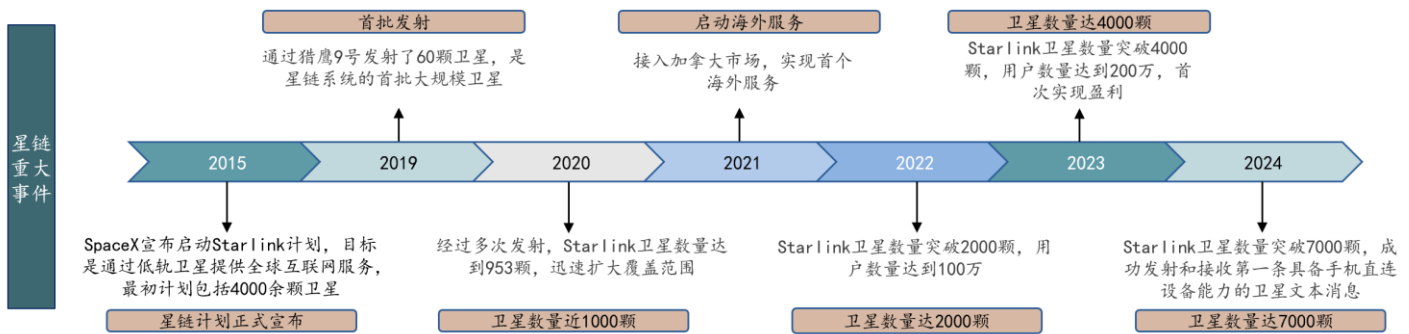 星链
重大
事件
首批发射
通过猎鹰9号发射了60颗卫星，是
星链系统的首批大规模卫星
启动海外服务
接入加拿大市场，实现首个
海外服务
卫星数量达4000颗
Starlink卫星数量突破4000
颗，用户数量达到200万，首
次实现盈利
2015
2019
2020
2021
2022
2023
2024
SpaceX宣布启动Starlink计划，目标
是通过低轨卫星提供全球互联网服务，
最初计划包括4000余颗卫星
星链计划正式宣布
经过多次发射，Starlink卫星数量达
到953颗，迅速扩大覆盖范围
卫星数量近1000颗
Starlink卫星数量突破2000颗，用
户数量达到100万
卫星数量达2000颗
Starlink卫星数量突破7000颗，成
功发射和接收第一条具备手机直连
设备能力的卫星文本消息
卫星数量达7000颗